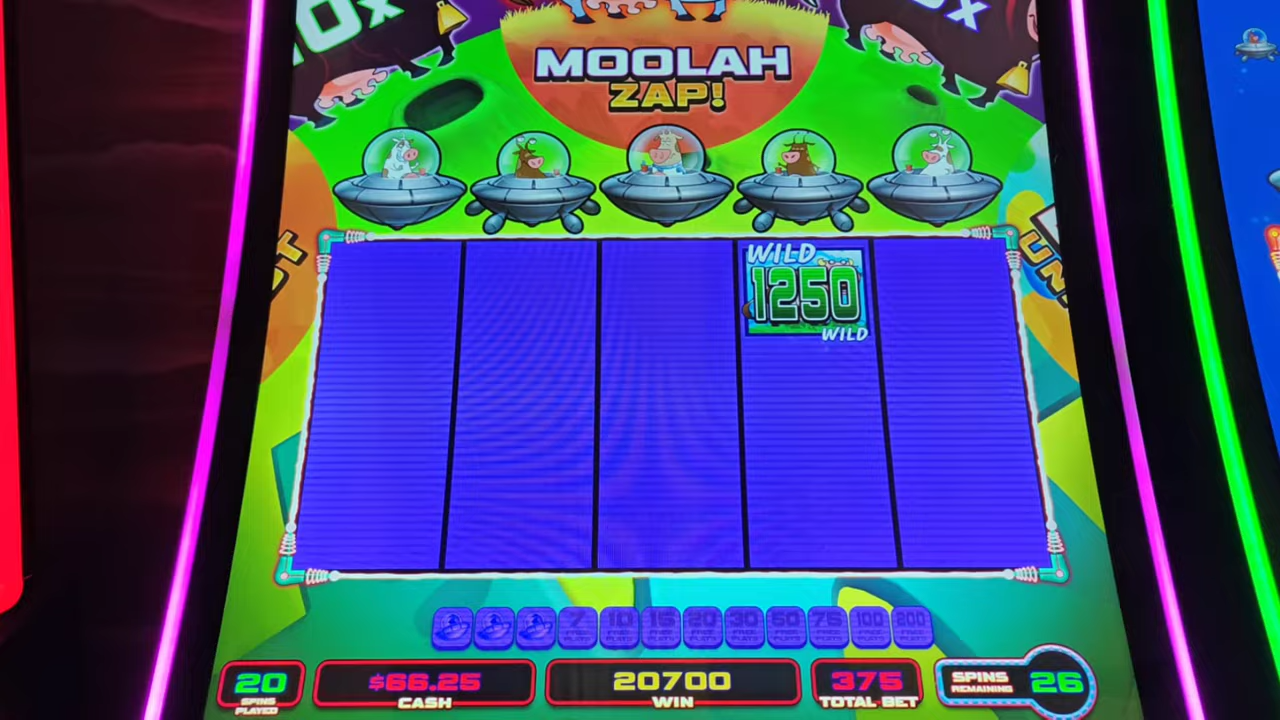 10x
x
MOOLAH
ZAP!
WILD
1250
WILD
7 10 15 20 30 50 75 100 200
20
SPINS
PLAYED
$66.25
CASH
20700
WIN
375
TOTAL BET
SPINS
REMAINING
26